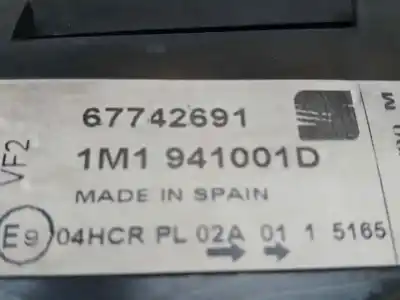 67742691
1M1 941001D
MADE IN SPAIN
VF2
E9 04HCR PL 02A 01 1 5165
M